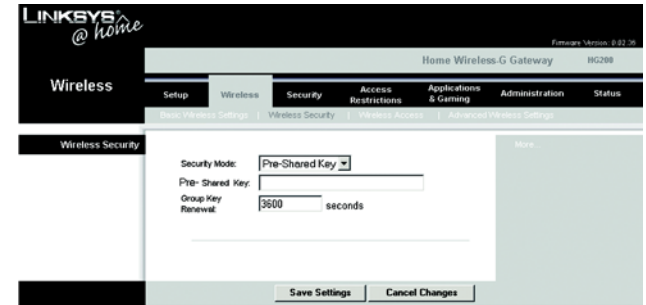 LINKSYS
@ home
Firmware Version: 0.02.36
Home Wireless-G Gateway HG200
Wireless
Setup Wireless Security Access Restrictions Applications & Gaming Administration Status
Basic Wireless Settings | Wireless Security | Wireless Access | Advanced Wireless Settings
Wireless Security
More...
Security Mode: Pre-Shared Key
Pre- Shared Key:
Group Key Renewal: 3600 seconds
Save Settings Cancel Changes